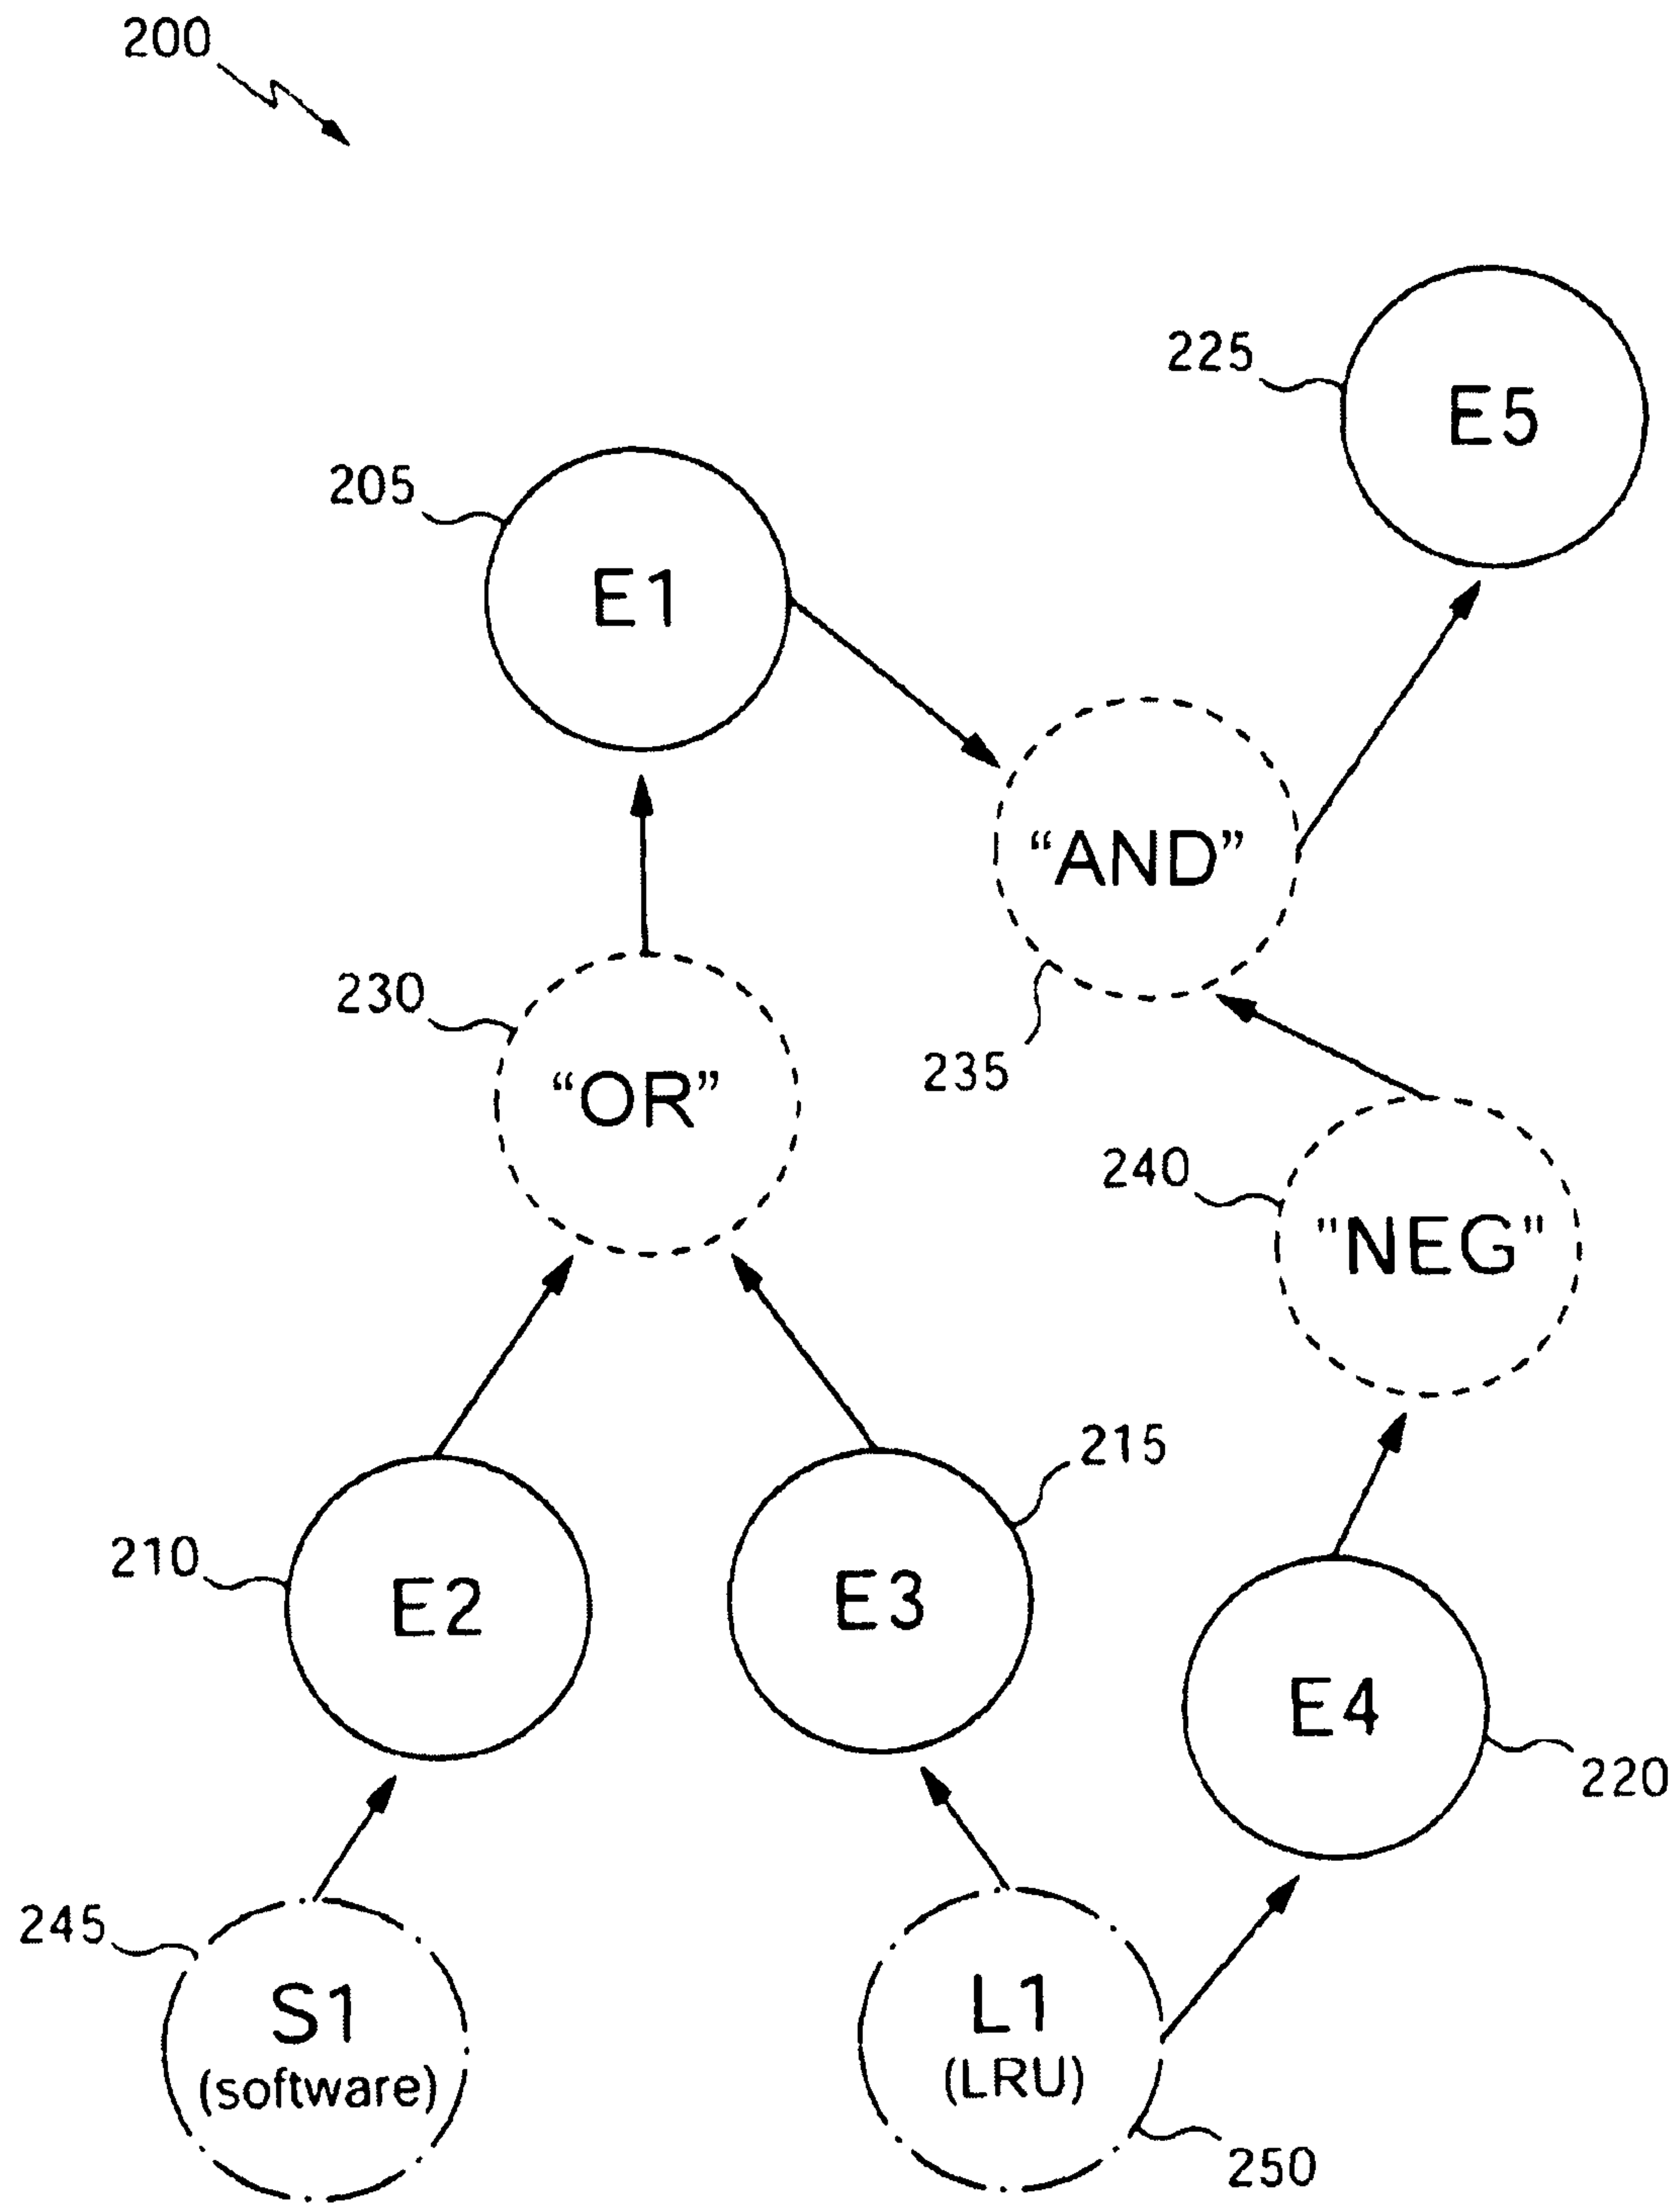 200
225
E5
205
E1
“AND”
230
235
“OR”
240
"NEG"
215
210
E2
E3
E4
220
245
S1
(software)
L1
(LRU)
250